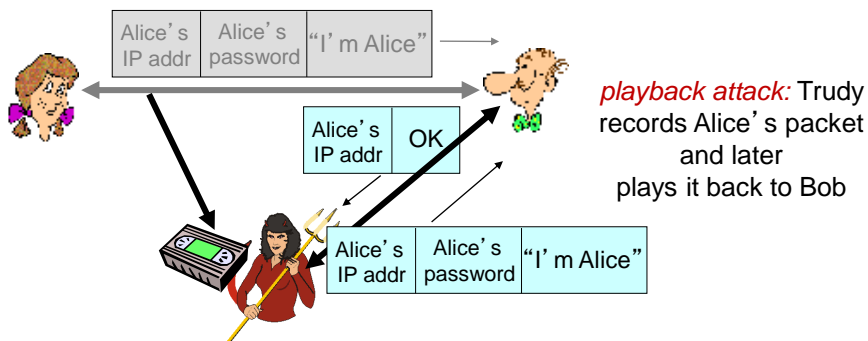 Alice’s IP addr
Alice’s password
“I’m Alice”
playback attack: Trudy
records Alice’s packet
and later
plays it back to Bob
Alice’s IP addr
OK
Alice’s IP addr
Alice’s password
“I’m Alice”